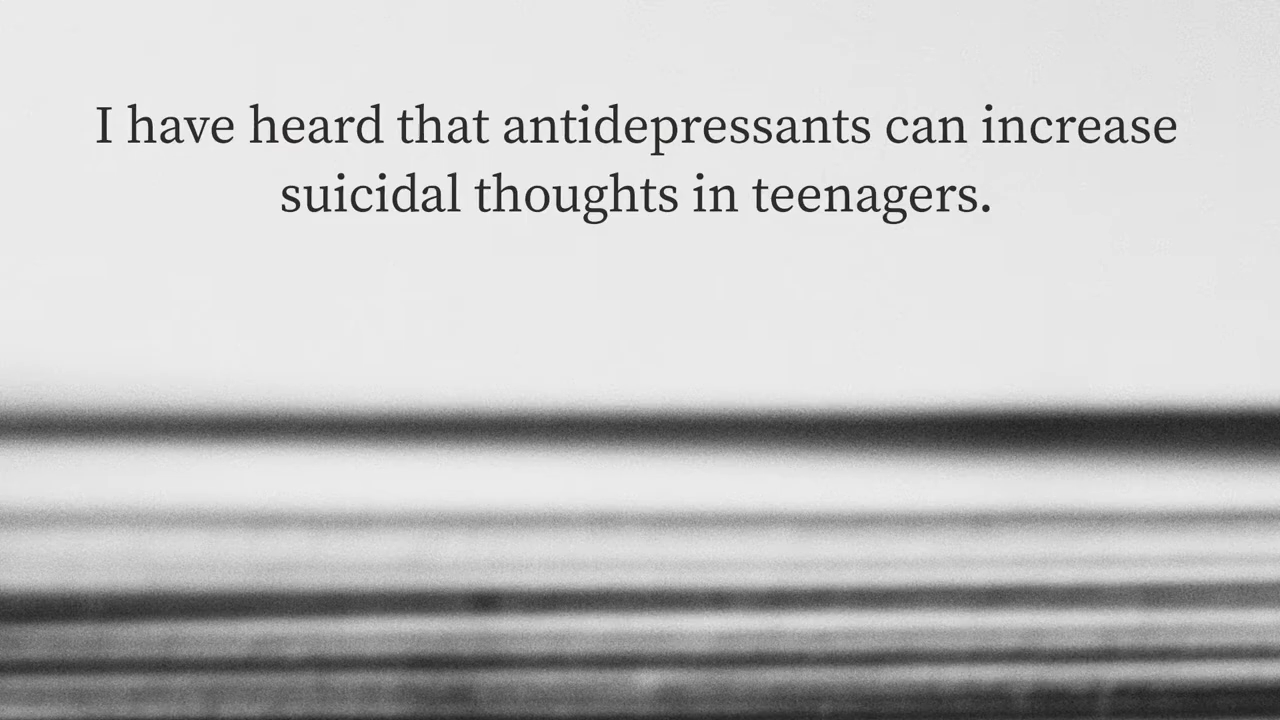 I have heard that antidepressants can increase
suicidal thoughts in teenagers.